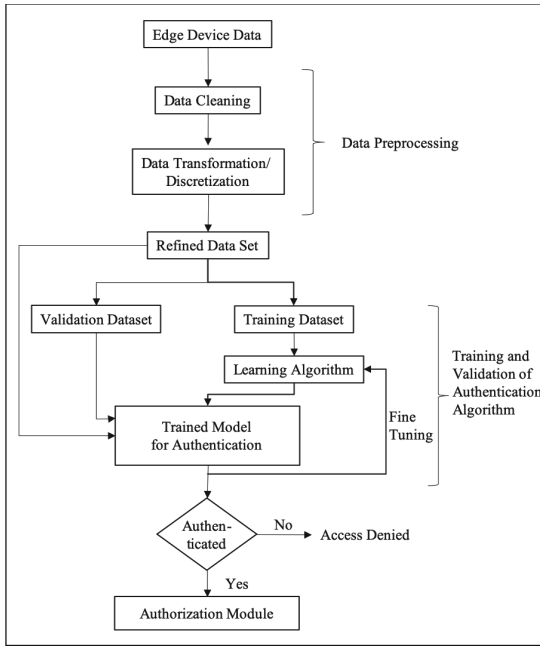 Edge Device Data
Data Cleaning
Data Preprocessing
Data Transformation/
Discretization
Refined Data Set
Validation Dataset
Training Dataset
Learning Algorithm
Training and
Validation of
Authentication
Algorithm
Trained Model
for Authentication
Fine
Tuning
Authen-
ticated
No
Access Denied
Yes
Authorization Module